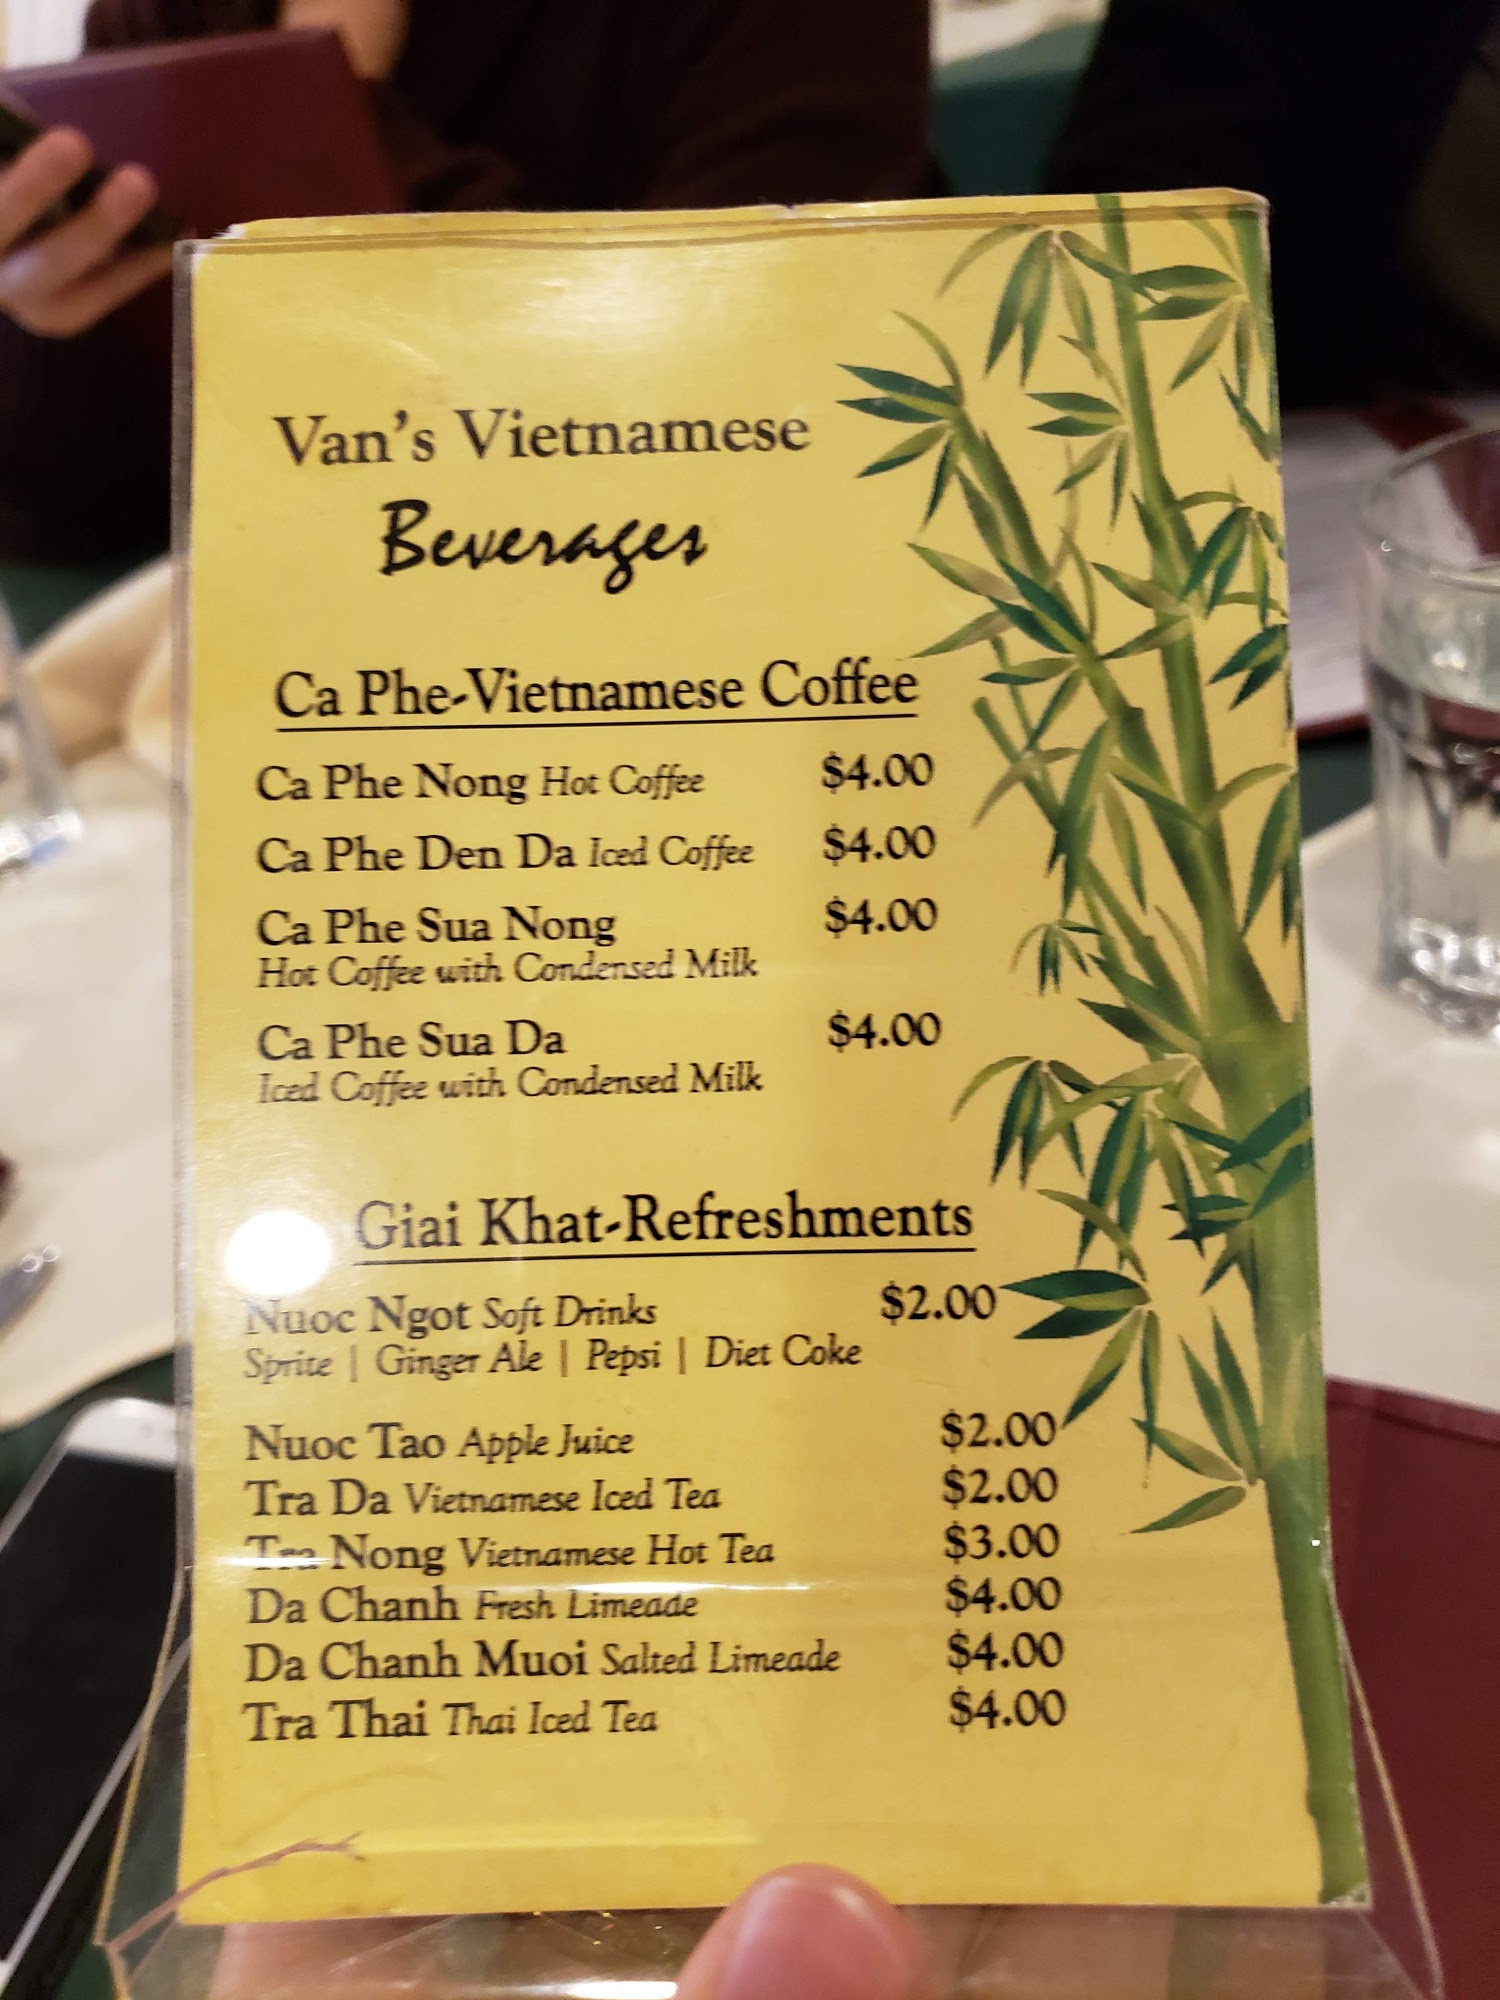 Van's Vietnamese
Beverages
Ca Phe-Vietnamese Coffee
Ca Phe Nong Hot Coffee $4.00
Ca Phe Den Da Iced Coffee $4.00
Ca Phe Sua Nong $4.00
Hot Coffee with Condensed Milk
Ca Phe Sua Da $4.00
Iced Coffee with Condensed Milk
Giai Khat-Refreshments
Nuoc Ngot Soft Drinks $2.00
Sprite | Ginger Ale | Pepsi | Diet Coke
Nuoc Tao Apple Juice $2.00
Tra Da Vietnamese Iced Tea $2.00
Tra Nong Vietnamese Hot Tea $3.00
Da Chanh Fresh Limeade $4.00
Da Chanh Muoi Salted Limeade $4.00
Tra Thai Thai Iced Tea $4.00